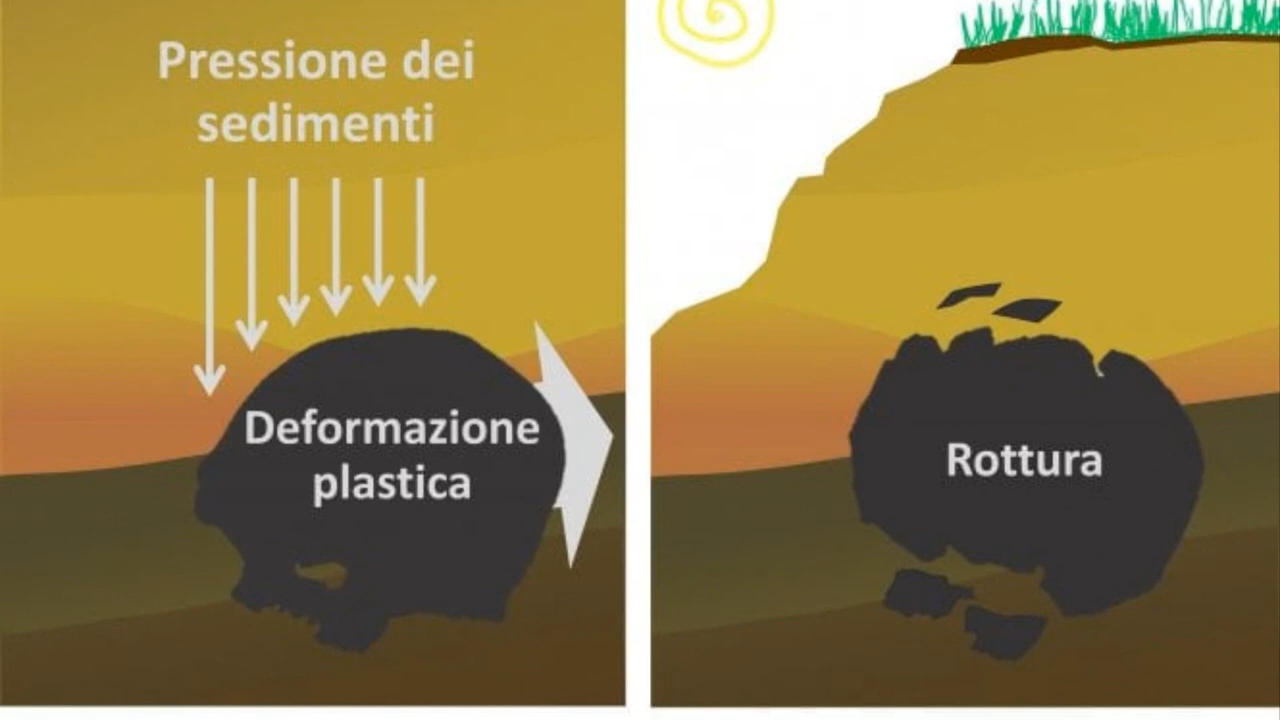 Pressione dei
sedimenti
Deformazione
plastica
Rottura